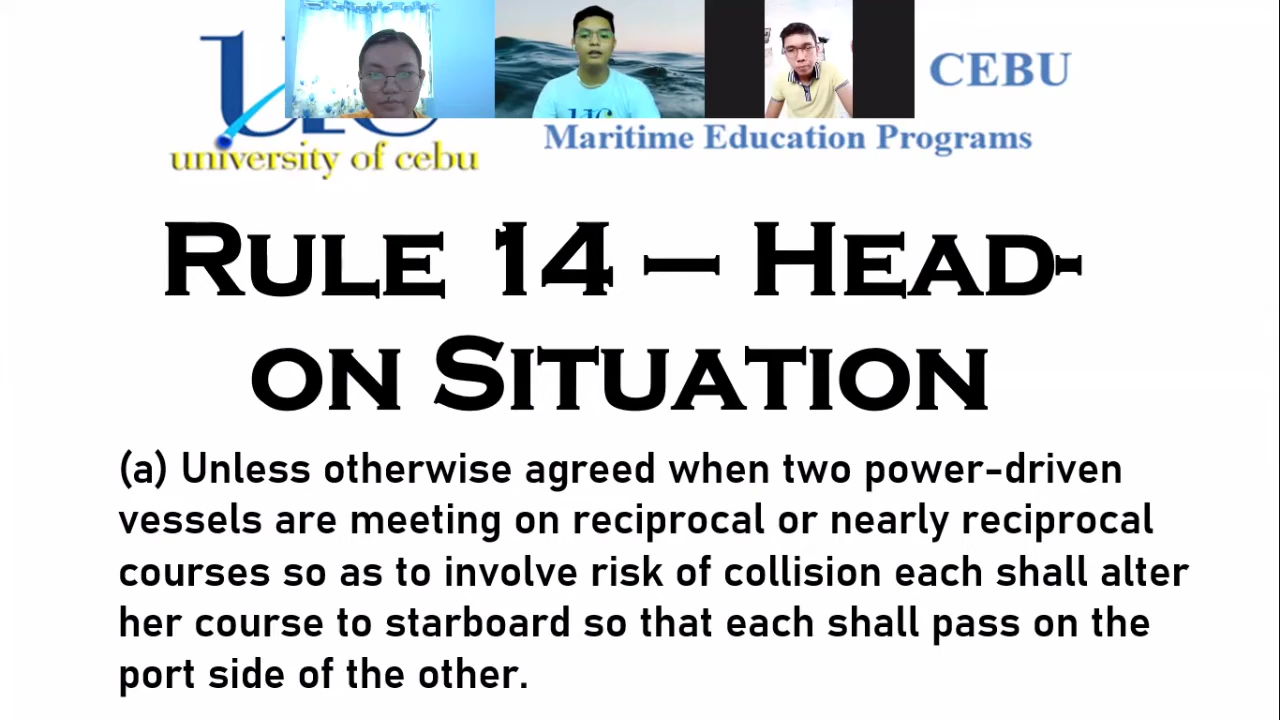 CEBU
Maritime Education Programs
university of cebu
RULE 14 – HEAD-
ON SITUATION
(a) Unless otherwise agreed when two power-driven
vessels are meeting on reciprocal or nearly reciprocal
courses so as to involve risk of collision each shall alter
her course to starboard so that each shall pass on the
port side of the other.